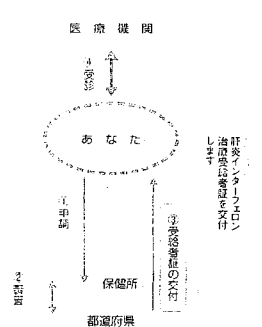 医療機関
④受診
あなた
肝炎インターフェロン
治療受給者証を交付
します
①申請
③受給者証の交付
保健所
都道府県